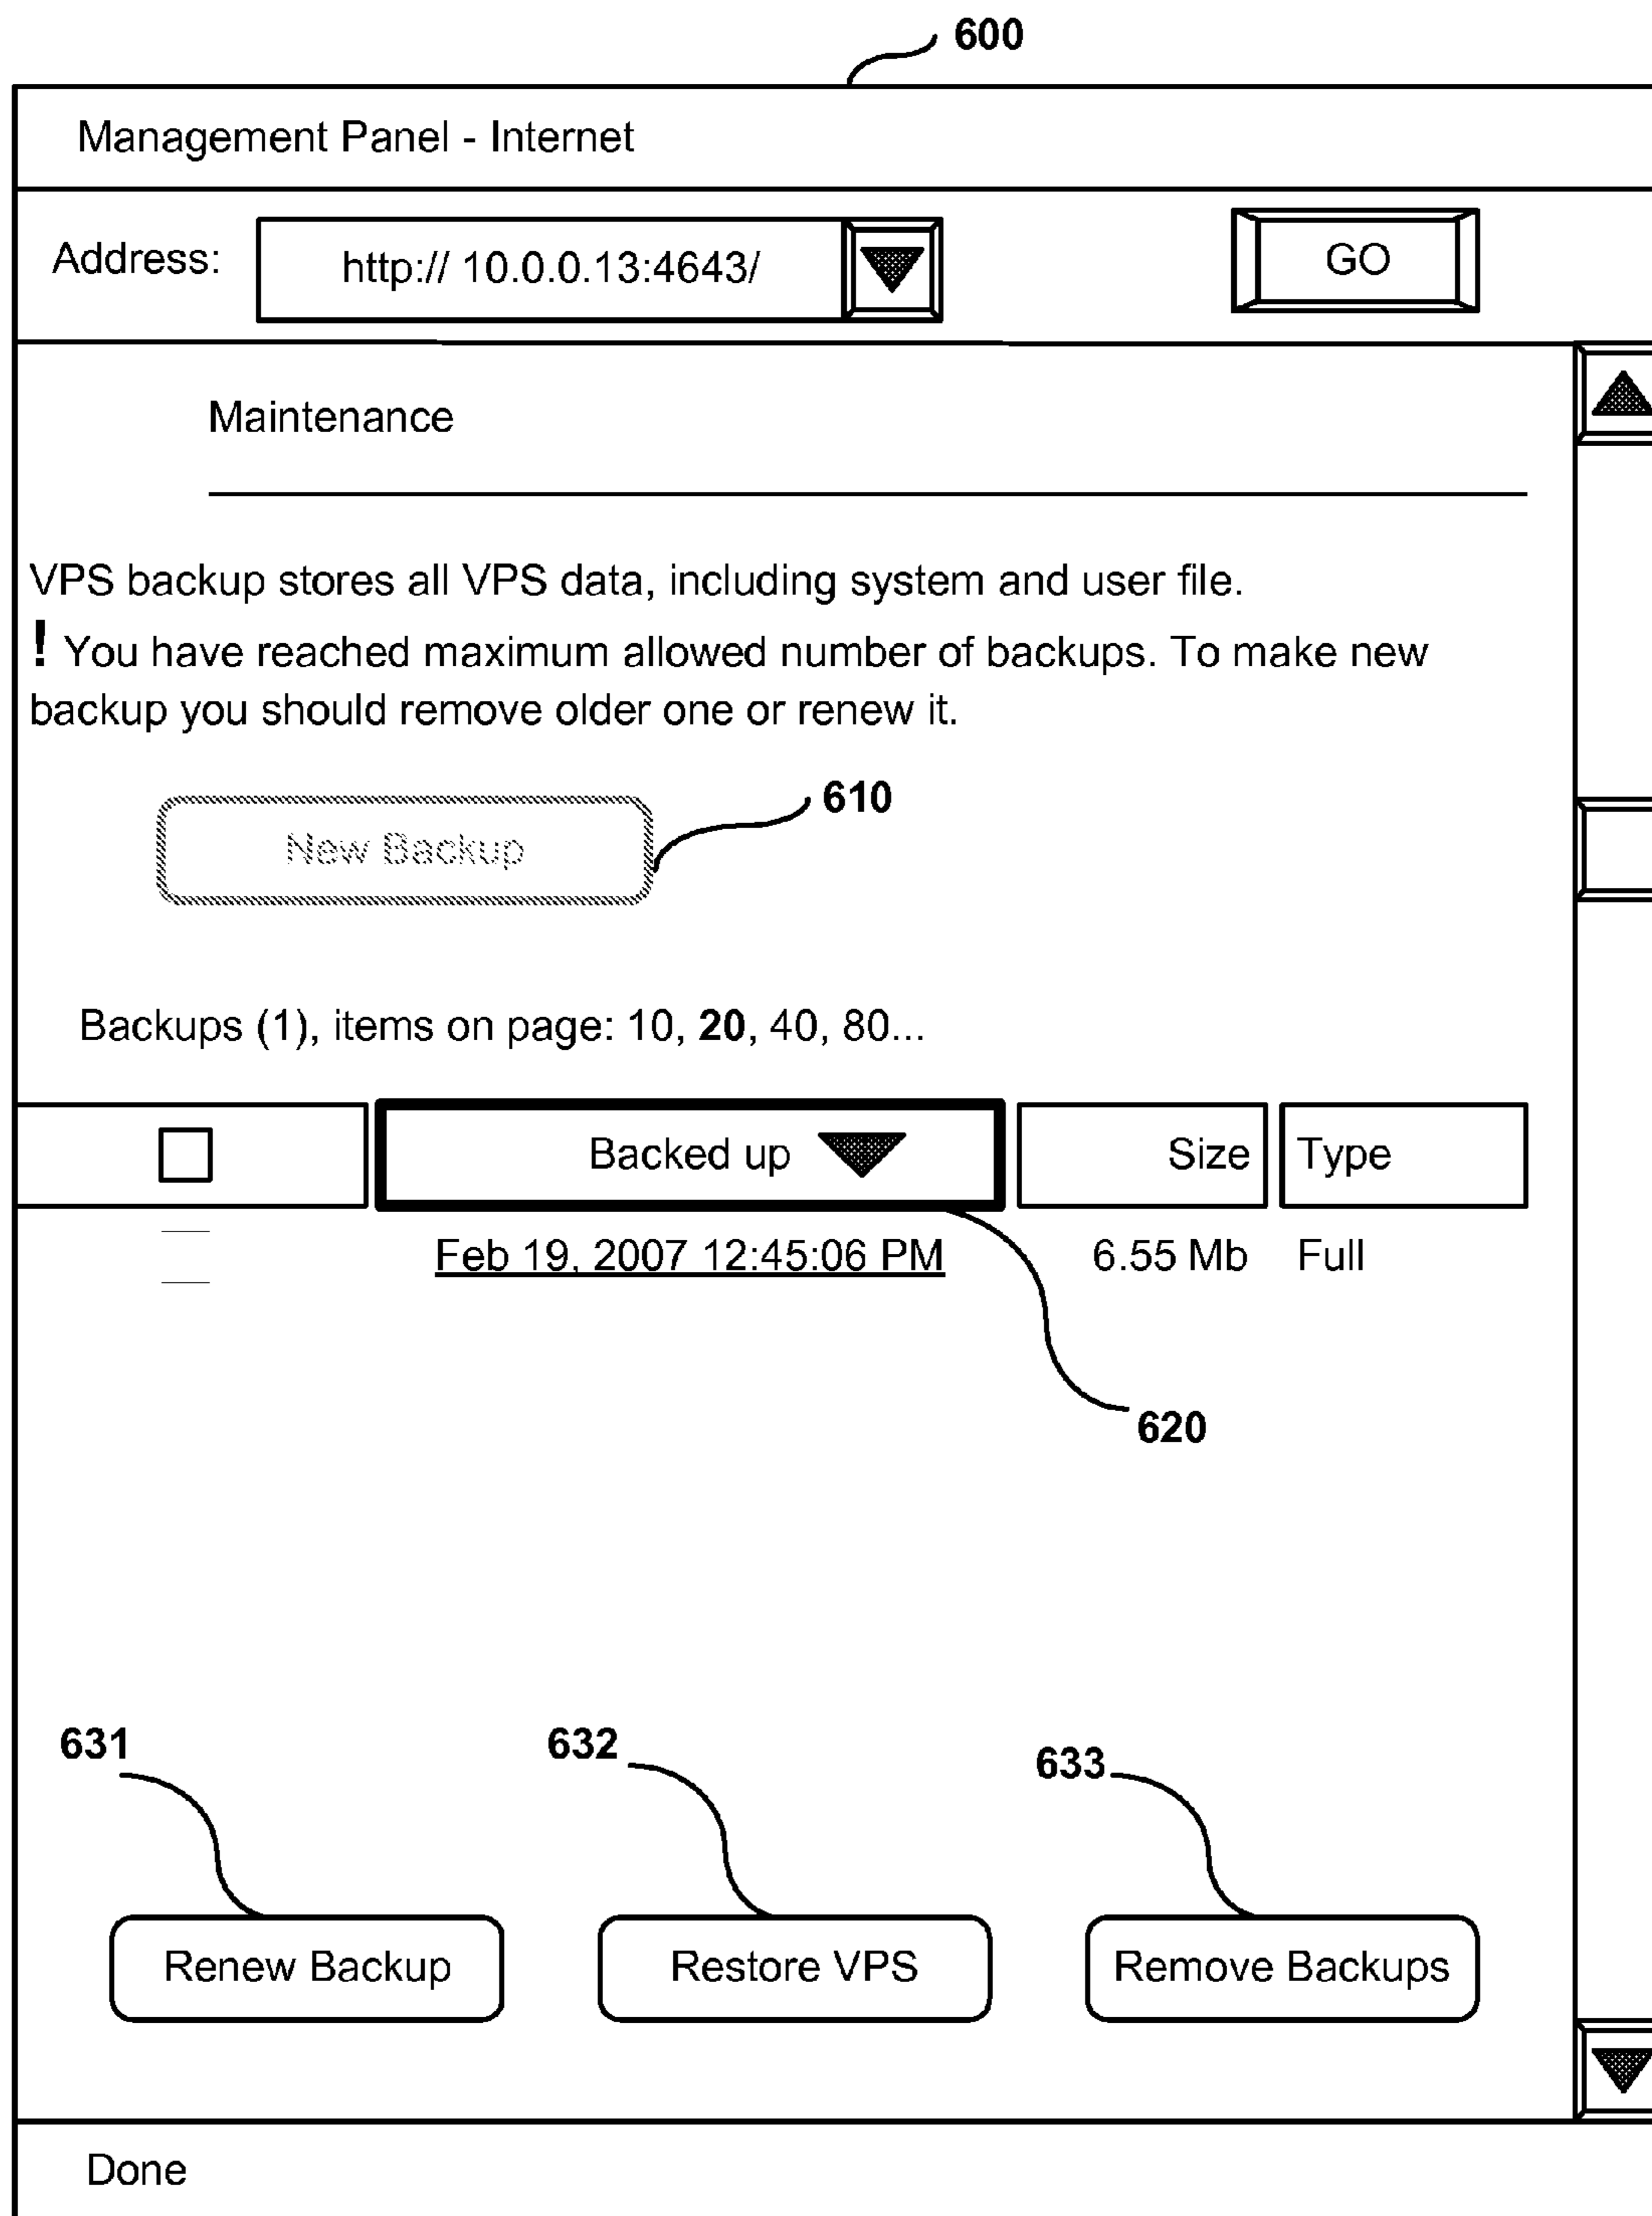 600
Management Panel - Internet
Address: http:// 10.0.0.13:4643/ GO
Maintenance
VPS backup stores all VPS data, including system and user file.
! You have reached maximum allowed number of backups. To make new
backup you should remove older one or renew it.
610
New Backup
Backups (1), items on page: 10, 20, 40, 80...
Backed up Size Type
Feb 19, 2007 12:45:06 PM 6.55 Mb Full
620
631 632 633
Renew Backup Restore VPS Remove Backups
Done